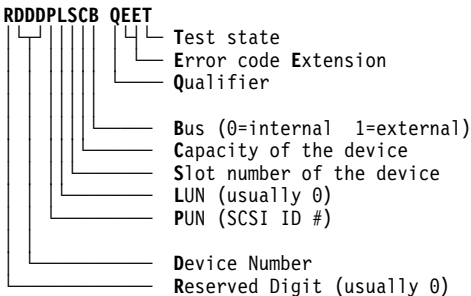 RDDDPLSCB QEET
Test state
Error code Extension
Qualifier
Bus (0=internal 1=external)
Capacity of the device
Slot number of the device
LUN (usually 0)
PUN (SCSI ID #)
Device Number
Reserved Digit (usually 0)